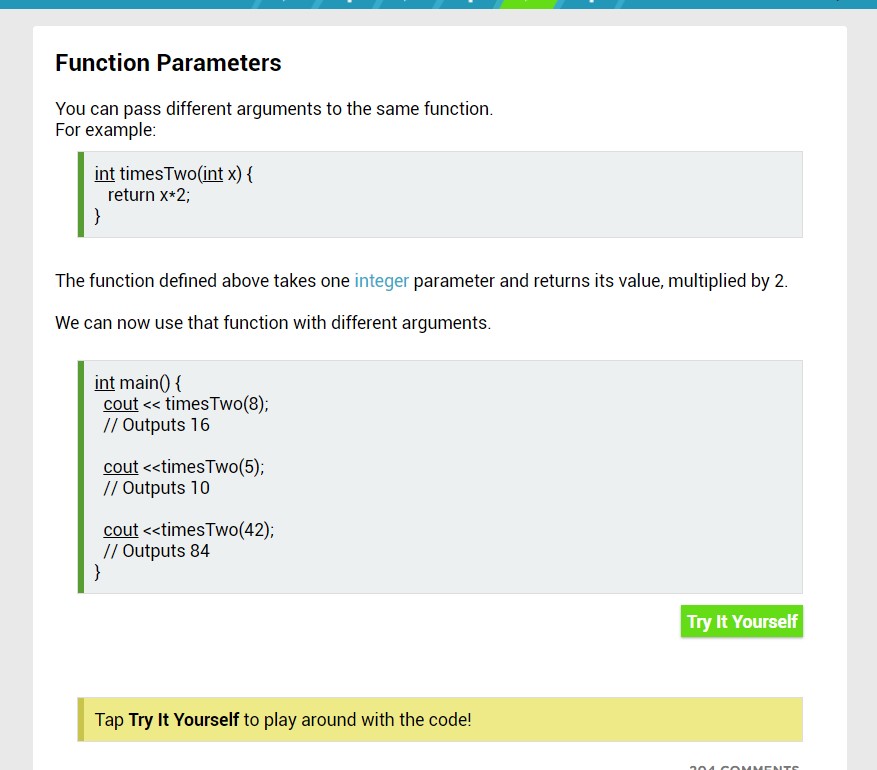 Function Parameters
You can pass different arguments to the same function.
For example:
int timesTwo(int x) {
return x*2;
}
The function defined above takes one integer parameter and returns its value, multiplied by 2.
We can now use that function with different arguments.
int main() {
cout << timesTwo(8);
// Outputs 16
cout <<timesTwo(5);
// Outputs 10
cout <<timesTwo(42);
// Outputs 84
}
Try It Yourself
Tap Try It Yourself to play around with the code!
COMMENTS